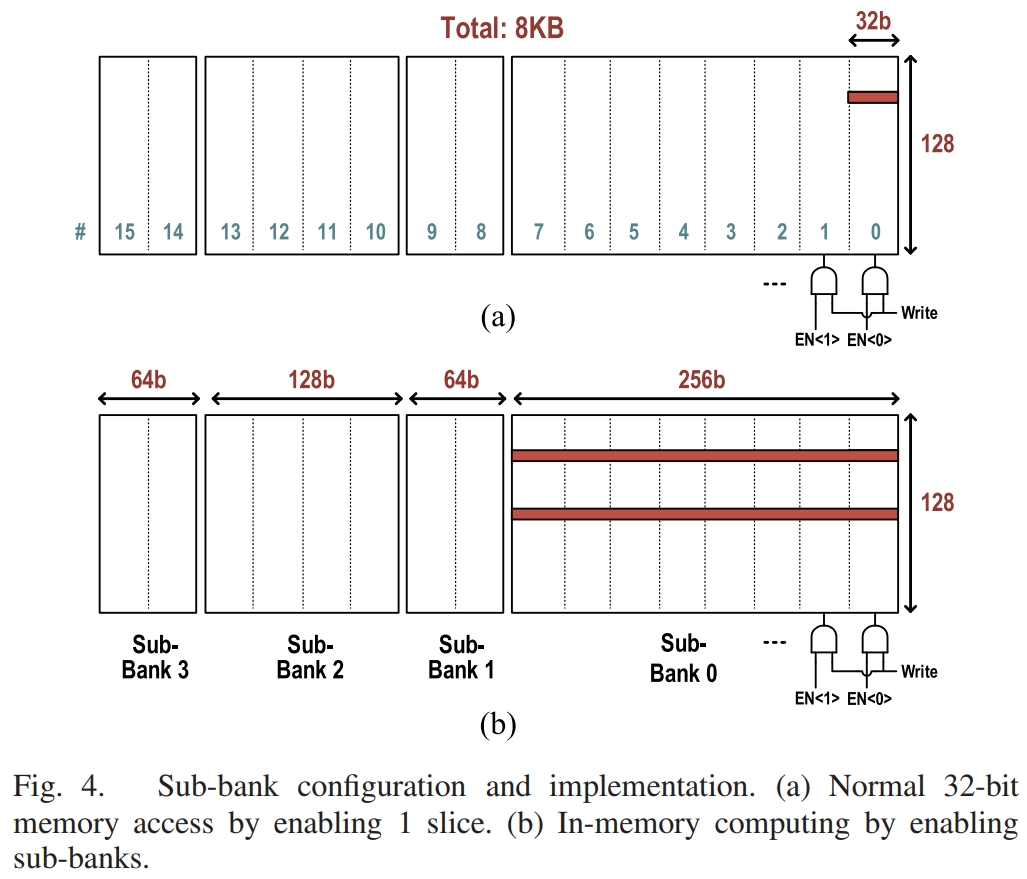 Total: 8KB
32b
128
# 15 14 13 12 11 10 9 8 7 6 5 4 3 2 1 0
---
Write
EN<1> EN<0>
(a)
64b 128b 64b 256b
128
Sub-Bank 3
Sub-Bank 2
Sub-Bank 1
Sub-Bank 0
---
Write
EN<1> EN<0>
(b)
Fig. 4. Sub-bank configuration and implementation. (a) Normal 32-bit
memory access by enabling 1 slice. (b) In-memory computing by enabling
sub-banks.